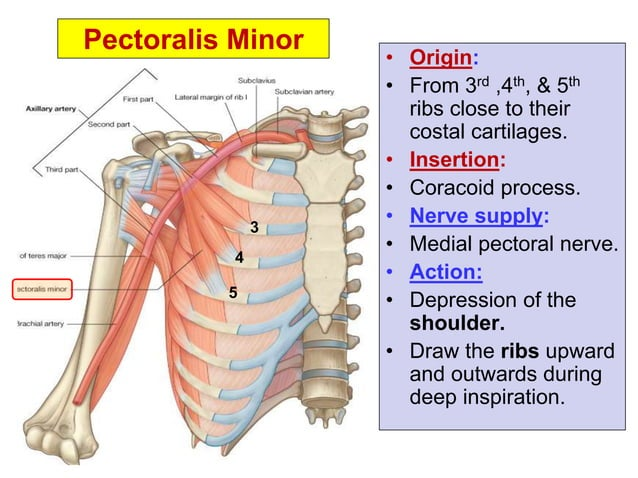 Pectoralis Minor
Subclavius
Subclavian artery
First part
Lateral margin of rib I
Axillary artery
Second part
Third part
3
4
5
of teres major
ectoralis minor
Brachial artery
• Origin:
• From 3rd ,4th, & 5th
ribs close to their
costal cartilages.
• Insertion:
• Coracoid process.
• Nerve supply:
• Medial pectoral nerve.
• Action:
• Depression of the
shoulder.
• Draw the ribs upward
and outwards during
deep inspiration.